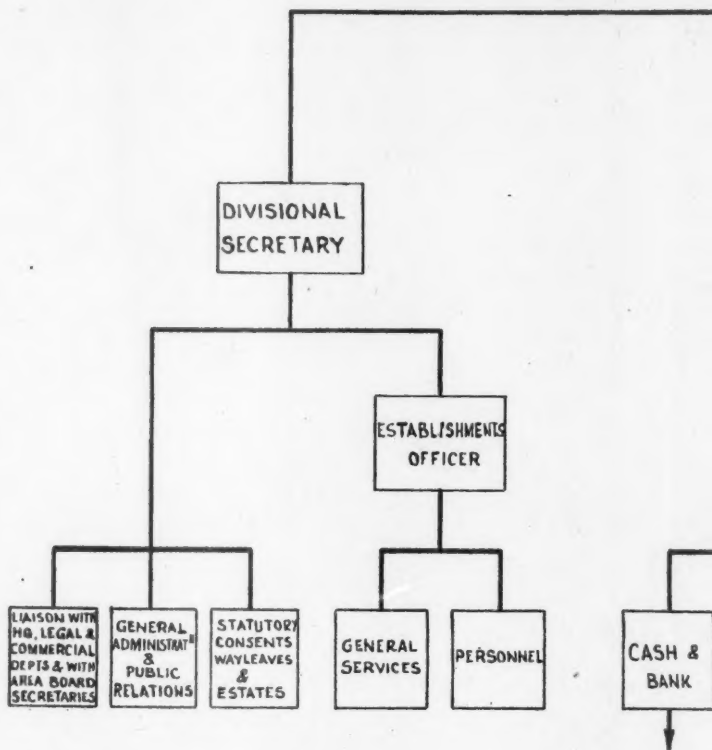 DIVISIONAL
SECRETARY
ESTABLISHMENTS
OFFICER
LIAISON WITH
HQ, LEGAL &
COMMERCIAL
DEPTS & WITH
AREA BOARD
SECRETARIES
GENERAL
ADMINISTRATN
&
PUBLIC
RELATIONS
STATUTORY
CONSENTS
WAYLEAVES
&
ESTATES
GENERAL
SERVICES
PERSONNEL
CASH &
BANK